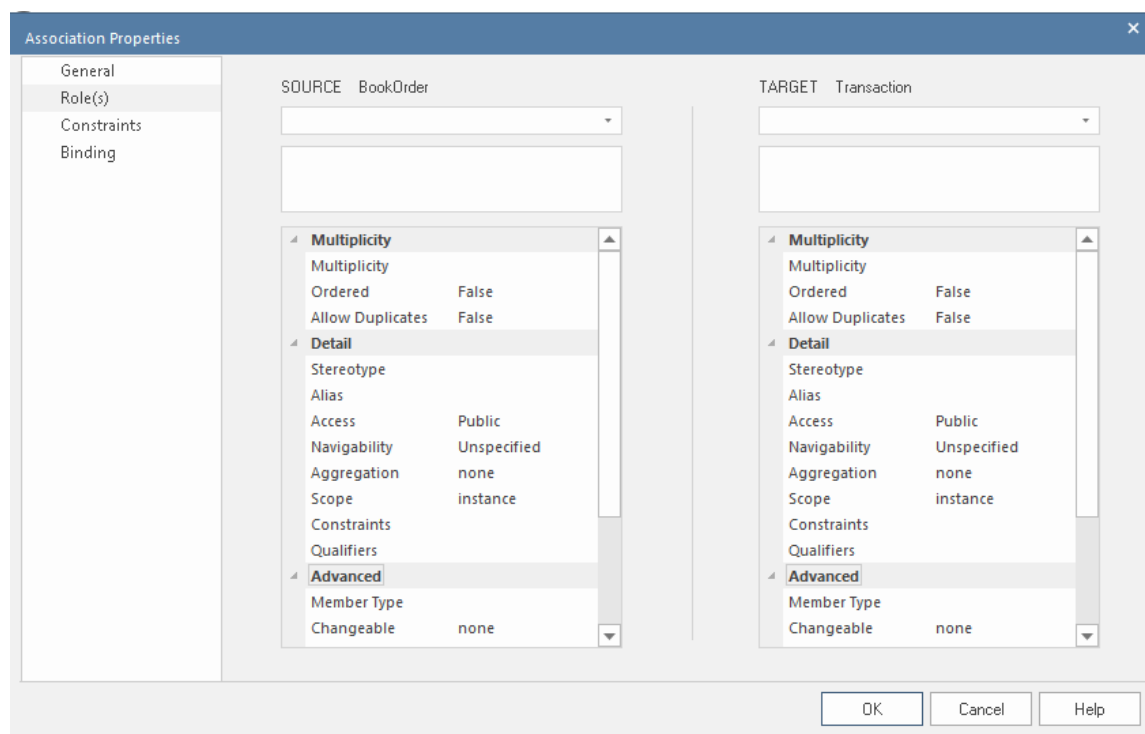 Association Properties
General
Role(s)
Constraints
Binding
SOURCE BookOrder
Multiplicity
Multiplicity
Ordered False
Allow Duplicates False
Detail
Stereotype
Alias
Access Public
Navigability Unspecified
Aggregation none
Scope instance
Constraints
Qualifiers
Advanced
Member Type
Changeable none
TARGET Transaction
Multiplicity
Multiplicity
Ordered False
Allow Duplicates False
Detail
Stereotype
Alias
Access Public
Navigability Unspecified
Aggregation none
Scope instance
Constraints
Qualifiers
Advanced
Member Type
Changeable none
OK Cancel Help